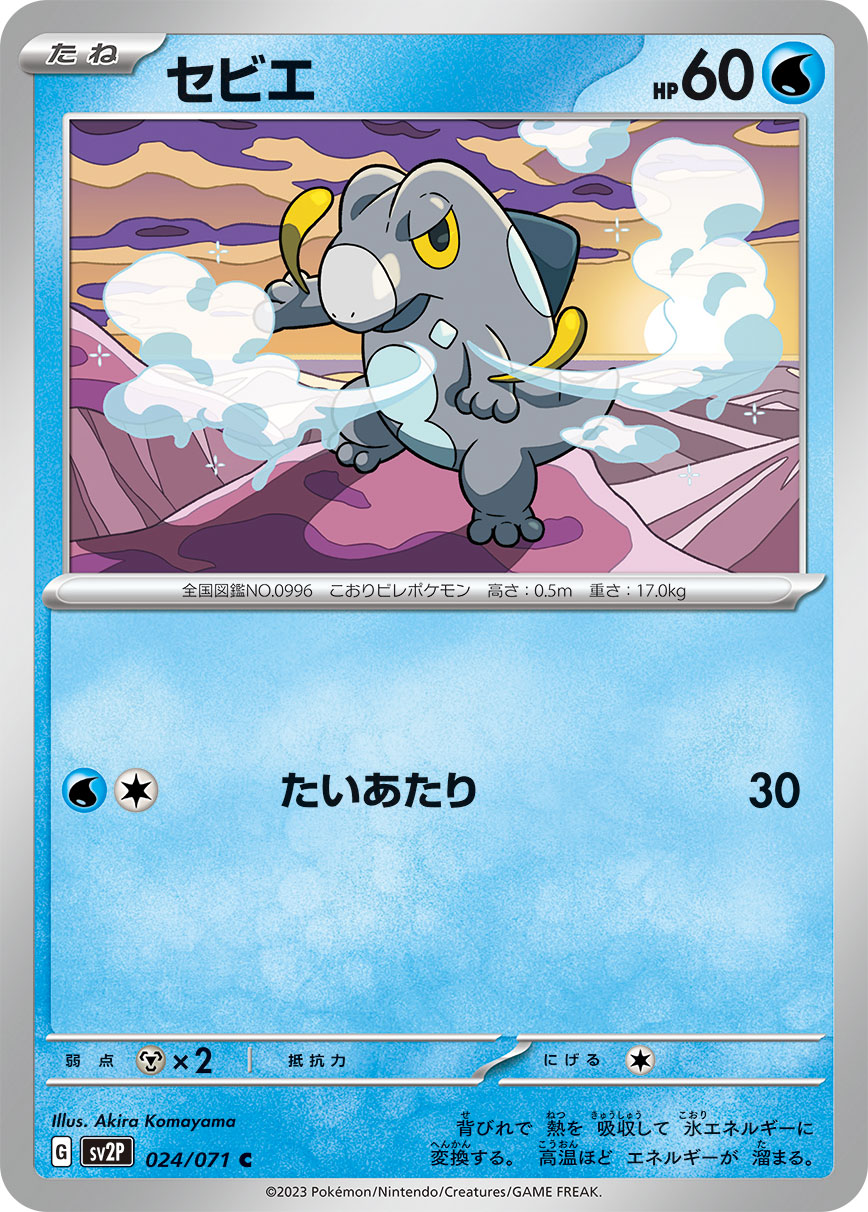 たね
セビエ
HP60
全国図鑑NO.0996 こおりビレポケモン 高さ:0.5m 重さ:17.0kg
たいあたり 30
弱点 ×2 抵抗力 にげる
Illus. Akira Komayama
G sv2P 024/071 C
背びれで 熱を 吸収して 氷エネルギーに
変換する。 高温ほど エネルギーが 溜まる。
©2023 Pokémon/Nintendo/Creatures/GAME FREAK.